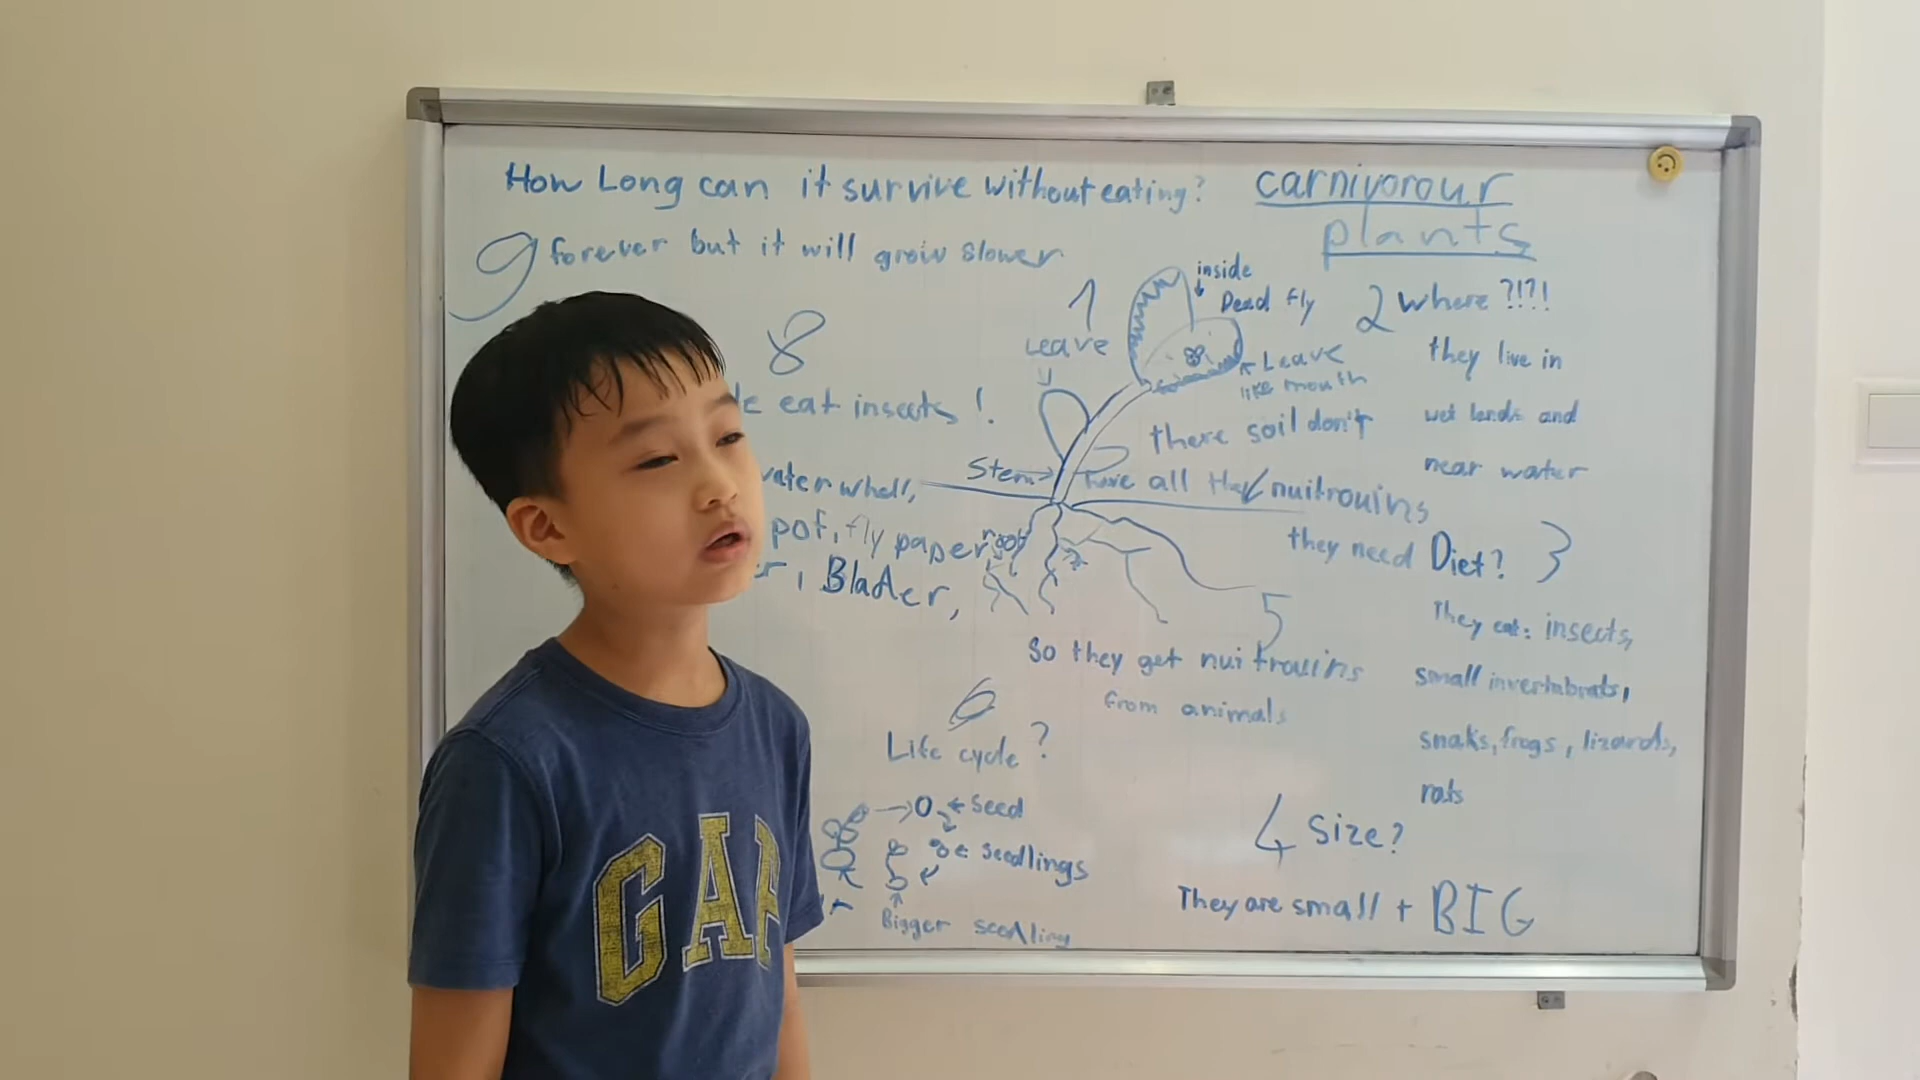 How Long can it survive without eating?
carnivorour
plants
9 forever but it will grow slower
1
Leave
inside
Dead fly
Leave
like mouth
Stem
root
2 where ?!?!
they live in
wet lands and
near water
Diet? 3
They eat: insects,
small invertabrats,
snaks, frogs, lizards,
rats
4 Size?
They are small + BIG
there soil don't
have all the nuitrouins
they need
5
So they get nuitrouins
from animals
6
Life cycle?
Seed
Seedlings
Bigger seedling
pot, fly paper
, Blader,
8
eat insects!
GAP